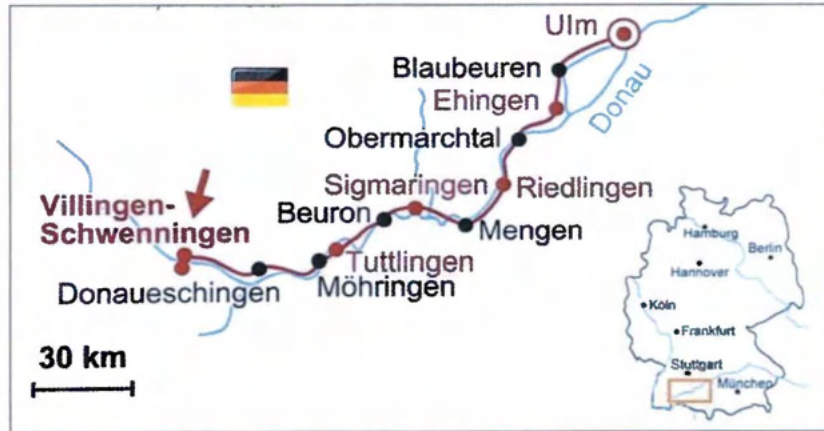 Ulm
Blaubeuren
Ehingen
Donau
Obermarchtal
Sigmaringen
Riedlingen
Villingen-
Schwenningen
Beuron
Mengen
Tuttlingen
Donaueschingen
Möhringen
30 km
Hamburg
Berlin
Hannover
Köln
Frankfurt
Stuttgart
München